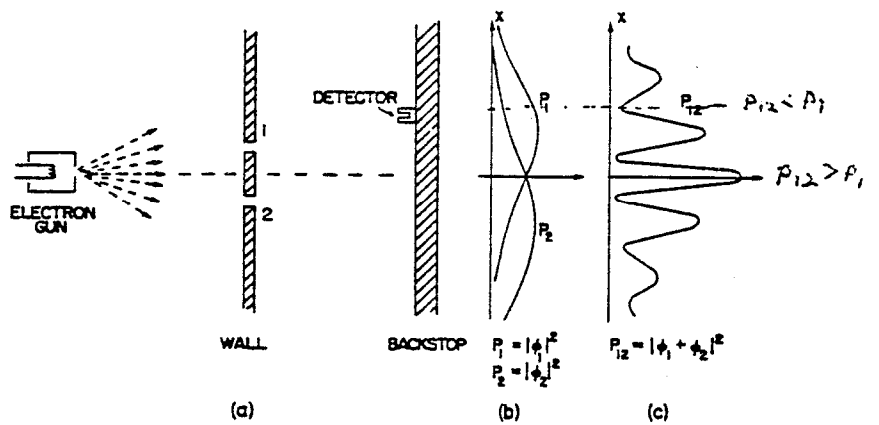 x
x
DETECTOR
P₁
P₁₂
P₁₂ < P₁
1
P₁₂ > P₁
ELECTRON
GUN
2
P₂
WALL
BACKSTOP
P₁ = |ϕ₁|²
P₂ = |ϕ₂|²
P₁₂ = |ϕ₁ + ϕ₂|²
(a)
(b)
(c)